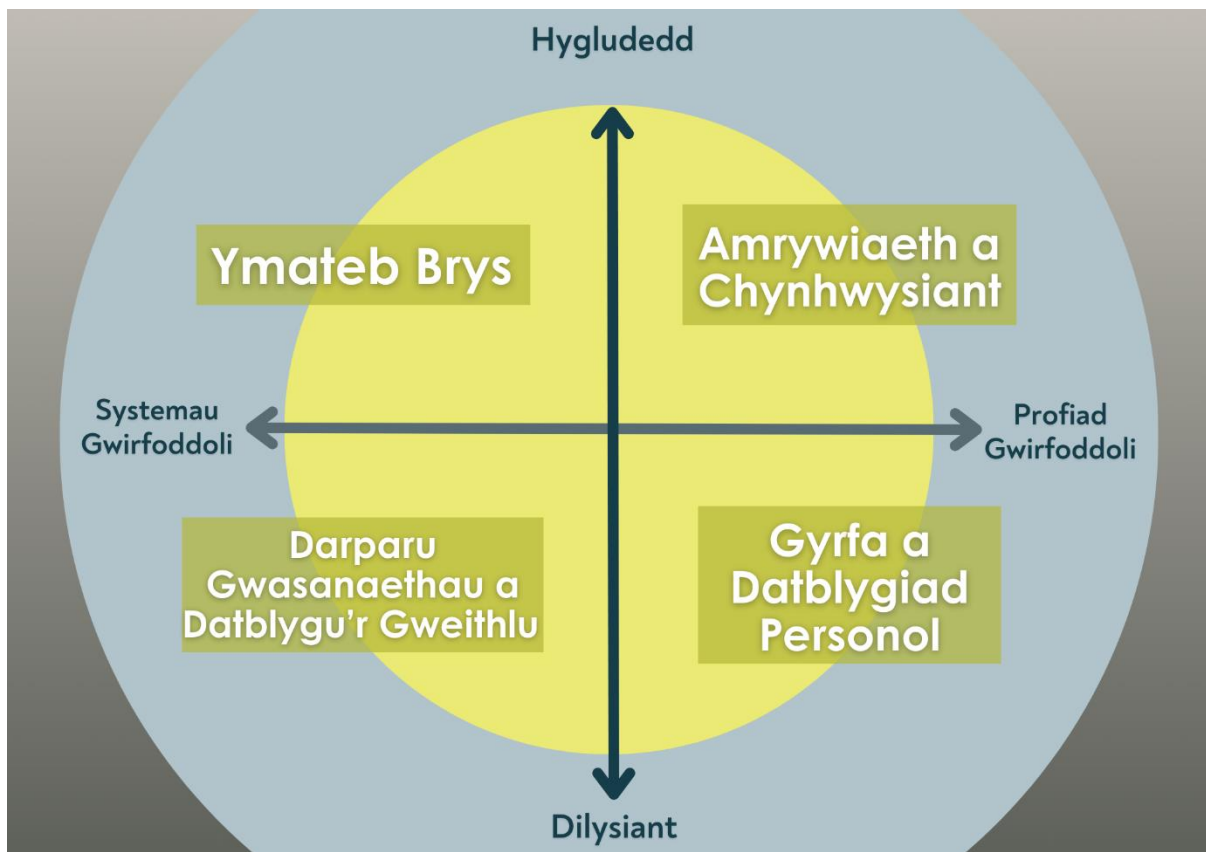 Hygludedd
Ymateb Brys
Amrywiaeth a
Chynhwysiant
Systemau
Gwirfoddoli
Profiad
Gwirfoddoli
Darparu
Gwasanaethau a
Datblygu’r Gweithlu
Gyrfa a
Datblygiad
Personol
Dilysiant